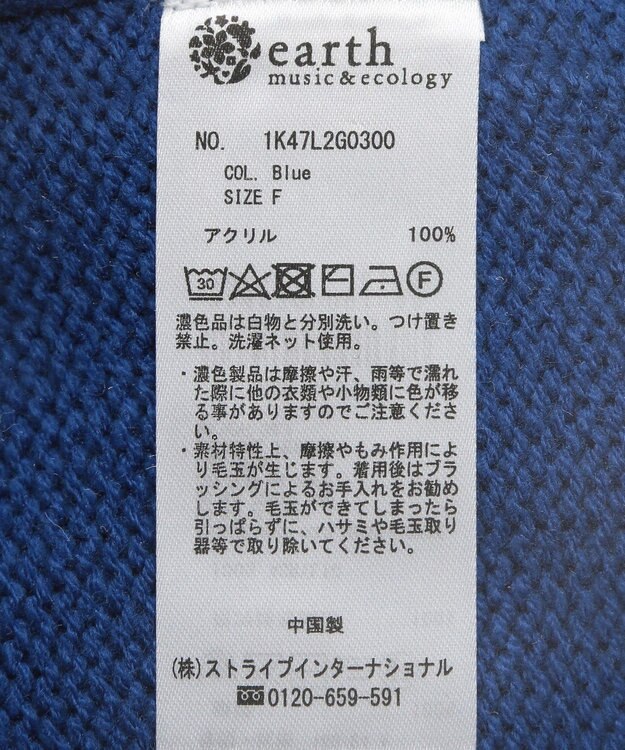 earth
music&ecology
NO. 1K47L2G0300
COL. Blue
SIZE F
アクリル 100%
30 F
濃色品は白物と分別洗い。つけ置き
禁止。洗濯ネット使用。
・濃色製品は摩擦や汗、雨等で濡れ
た際に他の衣類や小物類に色が移
る事がありますのでご注意くださ
い。
・素材特性上、摩擦やもみ作用によ
り毛玉が生じます。着用後はブラ
ッシングによるお手入れをお勧め
します。毛玉ができてしまったら
引っぱらずに、ハサミや毛玉取り
器等で取り除いてください。
中国製
(株)ストライプインターナショナル
0120-659-591